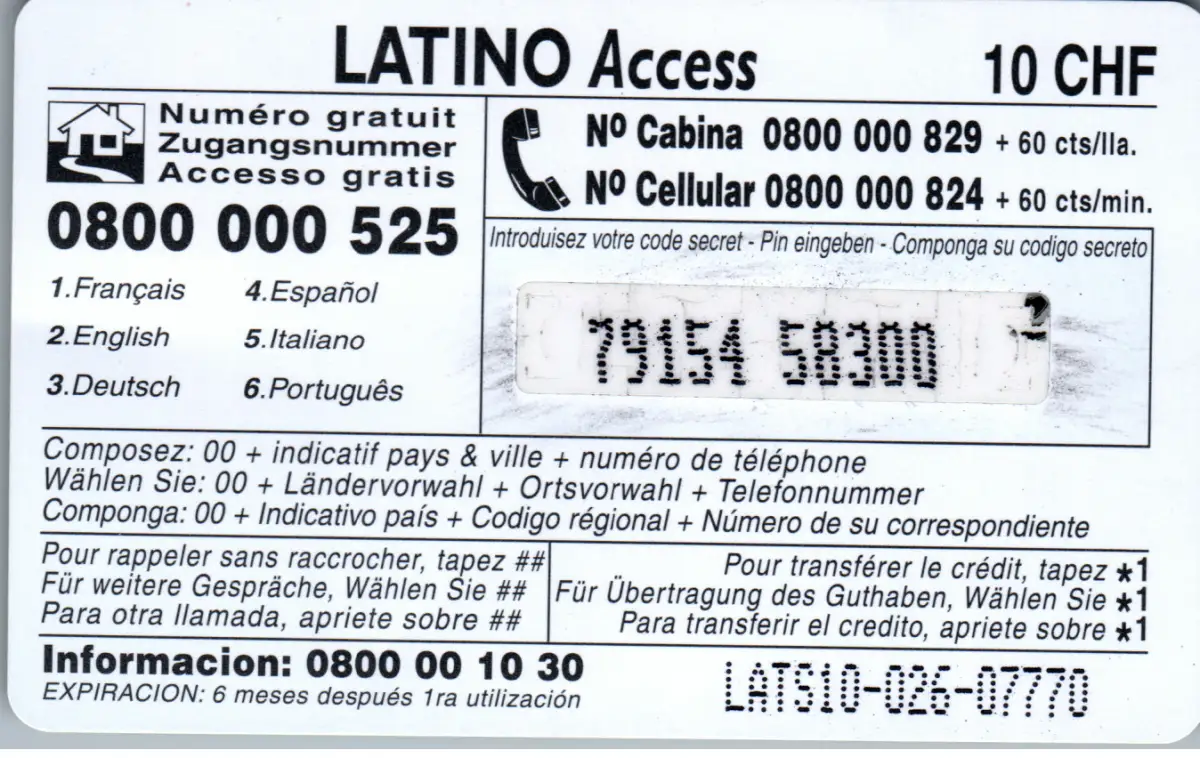 LATINO Access 10 CHF
Numéro gratuit
Zugangsnummer
Accesso gratis
0800 000 525
1.Français
2.English
3.Deutsch
4.Español
5.Italiano
6.Português
Nº Cabina 0800 000 829 + 60 cts/lla.
Nº Cellular 0800 000 824 + 60 cts/min.
Introduisez votre code secret - Pin eingeben - Componga su codigo secreto
79154 58300
Composez: 00 + indicatif pays & ville + numéro de téléphone
Wählen Sie: 00 + Ländervorwahl + Ortsvorwahl + Telefonnummer
Componga: 00 + Indicativo país + Codigo régional + Número de su correspondiente
Pour rappeler sans raccrocher, tapez ##
Für weitere Gespräche, Wählen Sie ##
Para otra llamada, apriete sobre ##
Pour transférer le crédit, tapez *1
Für Übertragung des Guthaben, Wählen Sie *1
Para transferir el credito, apriete sobre *1
Informacion: 0800 00 10 30
EXPIRACION: 6 meses después 1ra utilización
LATS10-026-07770